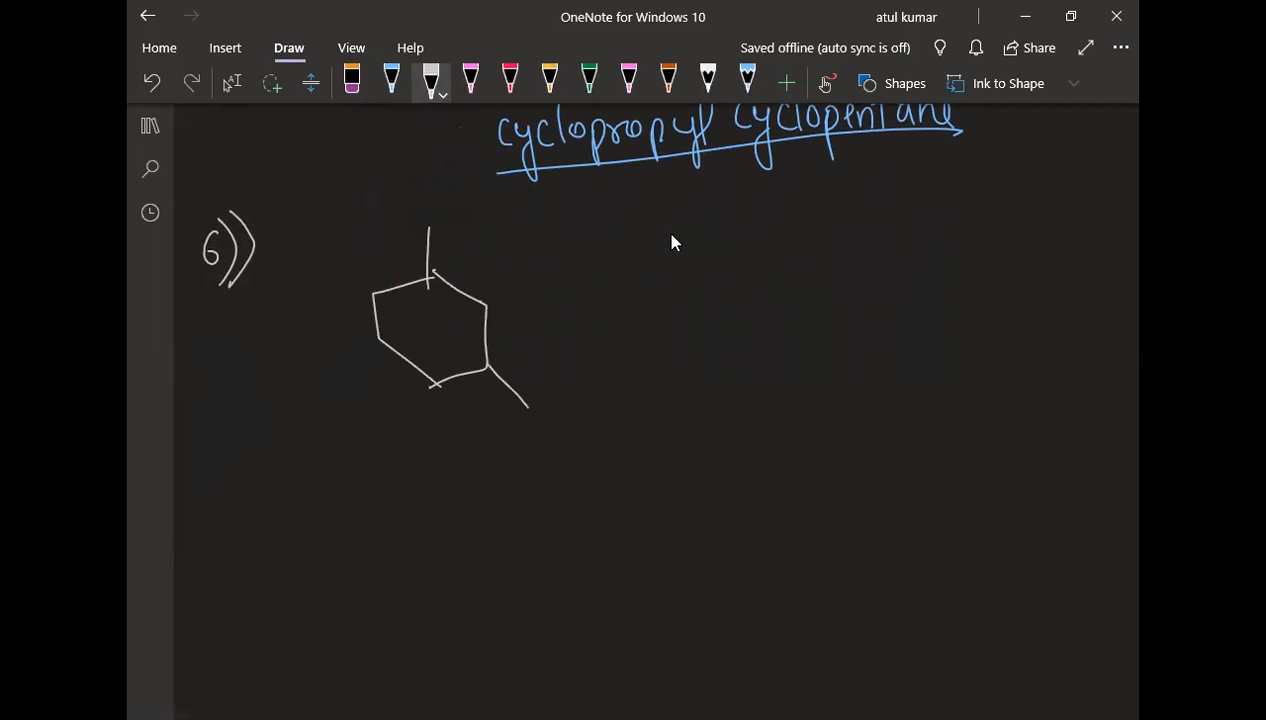 OneNote for Windows 10
atul kumar
Home Insert Draw View Help
Saved offline (auto sync is off)
Share
Shapes
Ink to Shape
cyclopropyl cyclopentane
6))